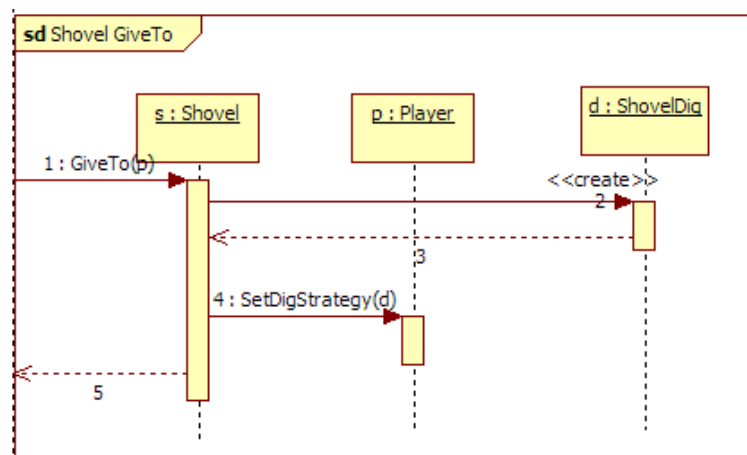 sd Shovel GiveTo
s : Shovel
p : Player
d : ShovelDig
1 : GiveTo(p)
<<create>>
2
3
4 : SetDigStrategy(d)
5